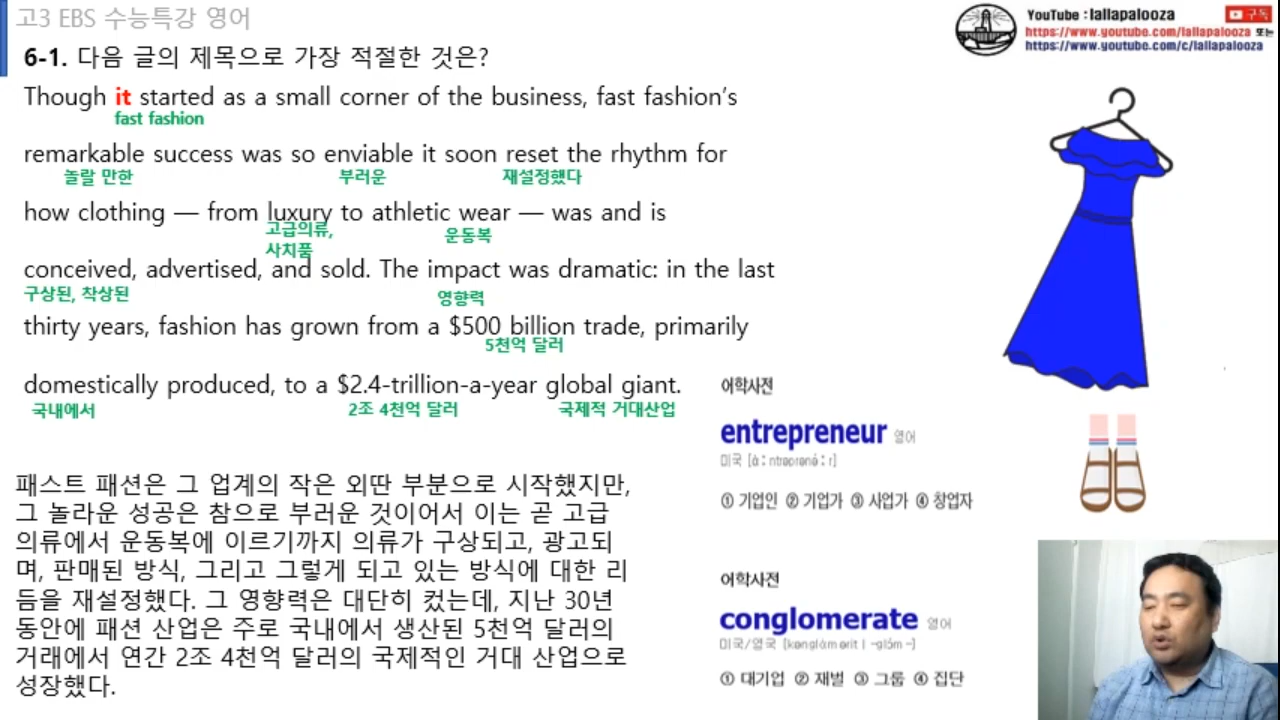 고3 EBS 수능특강 영어
YouTube : lallapalooza
구독
https://www.youtube.com/lallapalooza 또는
https://www.youtube.com/c/lallapalooza
6-1. 다음 글의 제목으로 가장 적절한 것은?
Though it started as a small corner of the business, fast fashion's
fast fashion
remarkable success was so enviable it soon reset the rhythm for
놀랄 만한 부러운 재설정했다
how clothing — from luxury to athletic wear — was and is
고급의류, 운동복
사치품
conceived, advertised, and sold. The impact was dramatic: in the last
구상된, 착상된 영향력
thirty years, fashion has grown from a $500 billion trade, primarily
5천억 달러
domestically produced, to a $2.4-trillion-a-year global giant.
국내에서 2조 4천억 달러 국제적 거대산업
패스트 패션은 그 업계의 작은 외딴 부분으로 시작했지만,
그 놀라운 성공은 참으로 부러운 것이어서 이는 곧 고급
의류에서 운동복에 이르기까지 의류가 구상되고, 광고되
며, 판매된 방식, 그리고 그렇게 되고 있는 방식에 대한 리
듬을 재설정했다. 그 영향력은 대단히 컸는데, 지난 30년
동안에 패션 산업은 주로 국내에서 생산된 5천억 달러의
거래에서 연간 2조 4천억 달러의 국제적인 거대 산업으로
성장했다.
어학사전
entrepreneur 영어
미국
① 기업인 ② 기업가 ③ 사업가 ④ 창업자
어학사전
conglomerate 영어
미국/영국
① 대기업 ② 재벌 ③ 그룹 ④ 집단